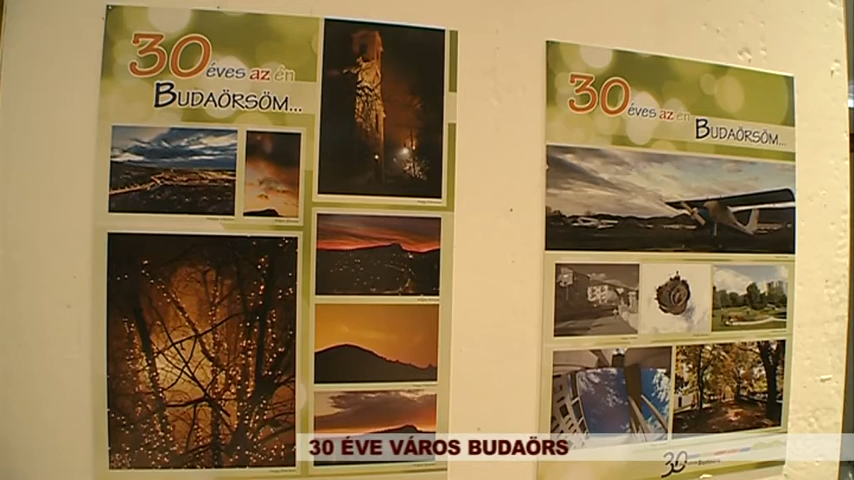 30 éves az én
BUDAÖRSÖM...
30 éves az én
BUDAÖRSÖM...
30
30 ÉVE VÁROS BUDAÖRS